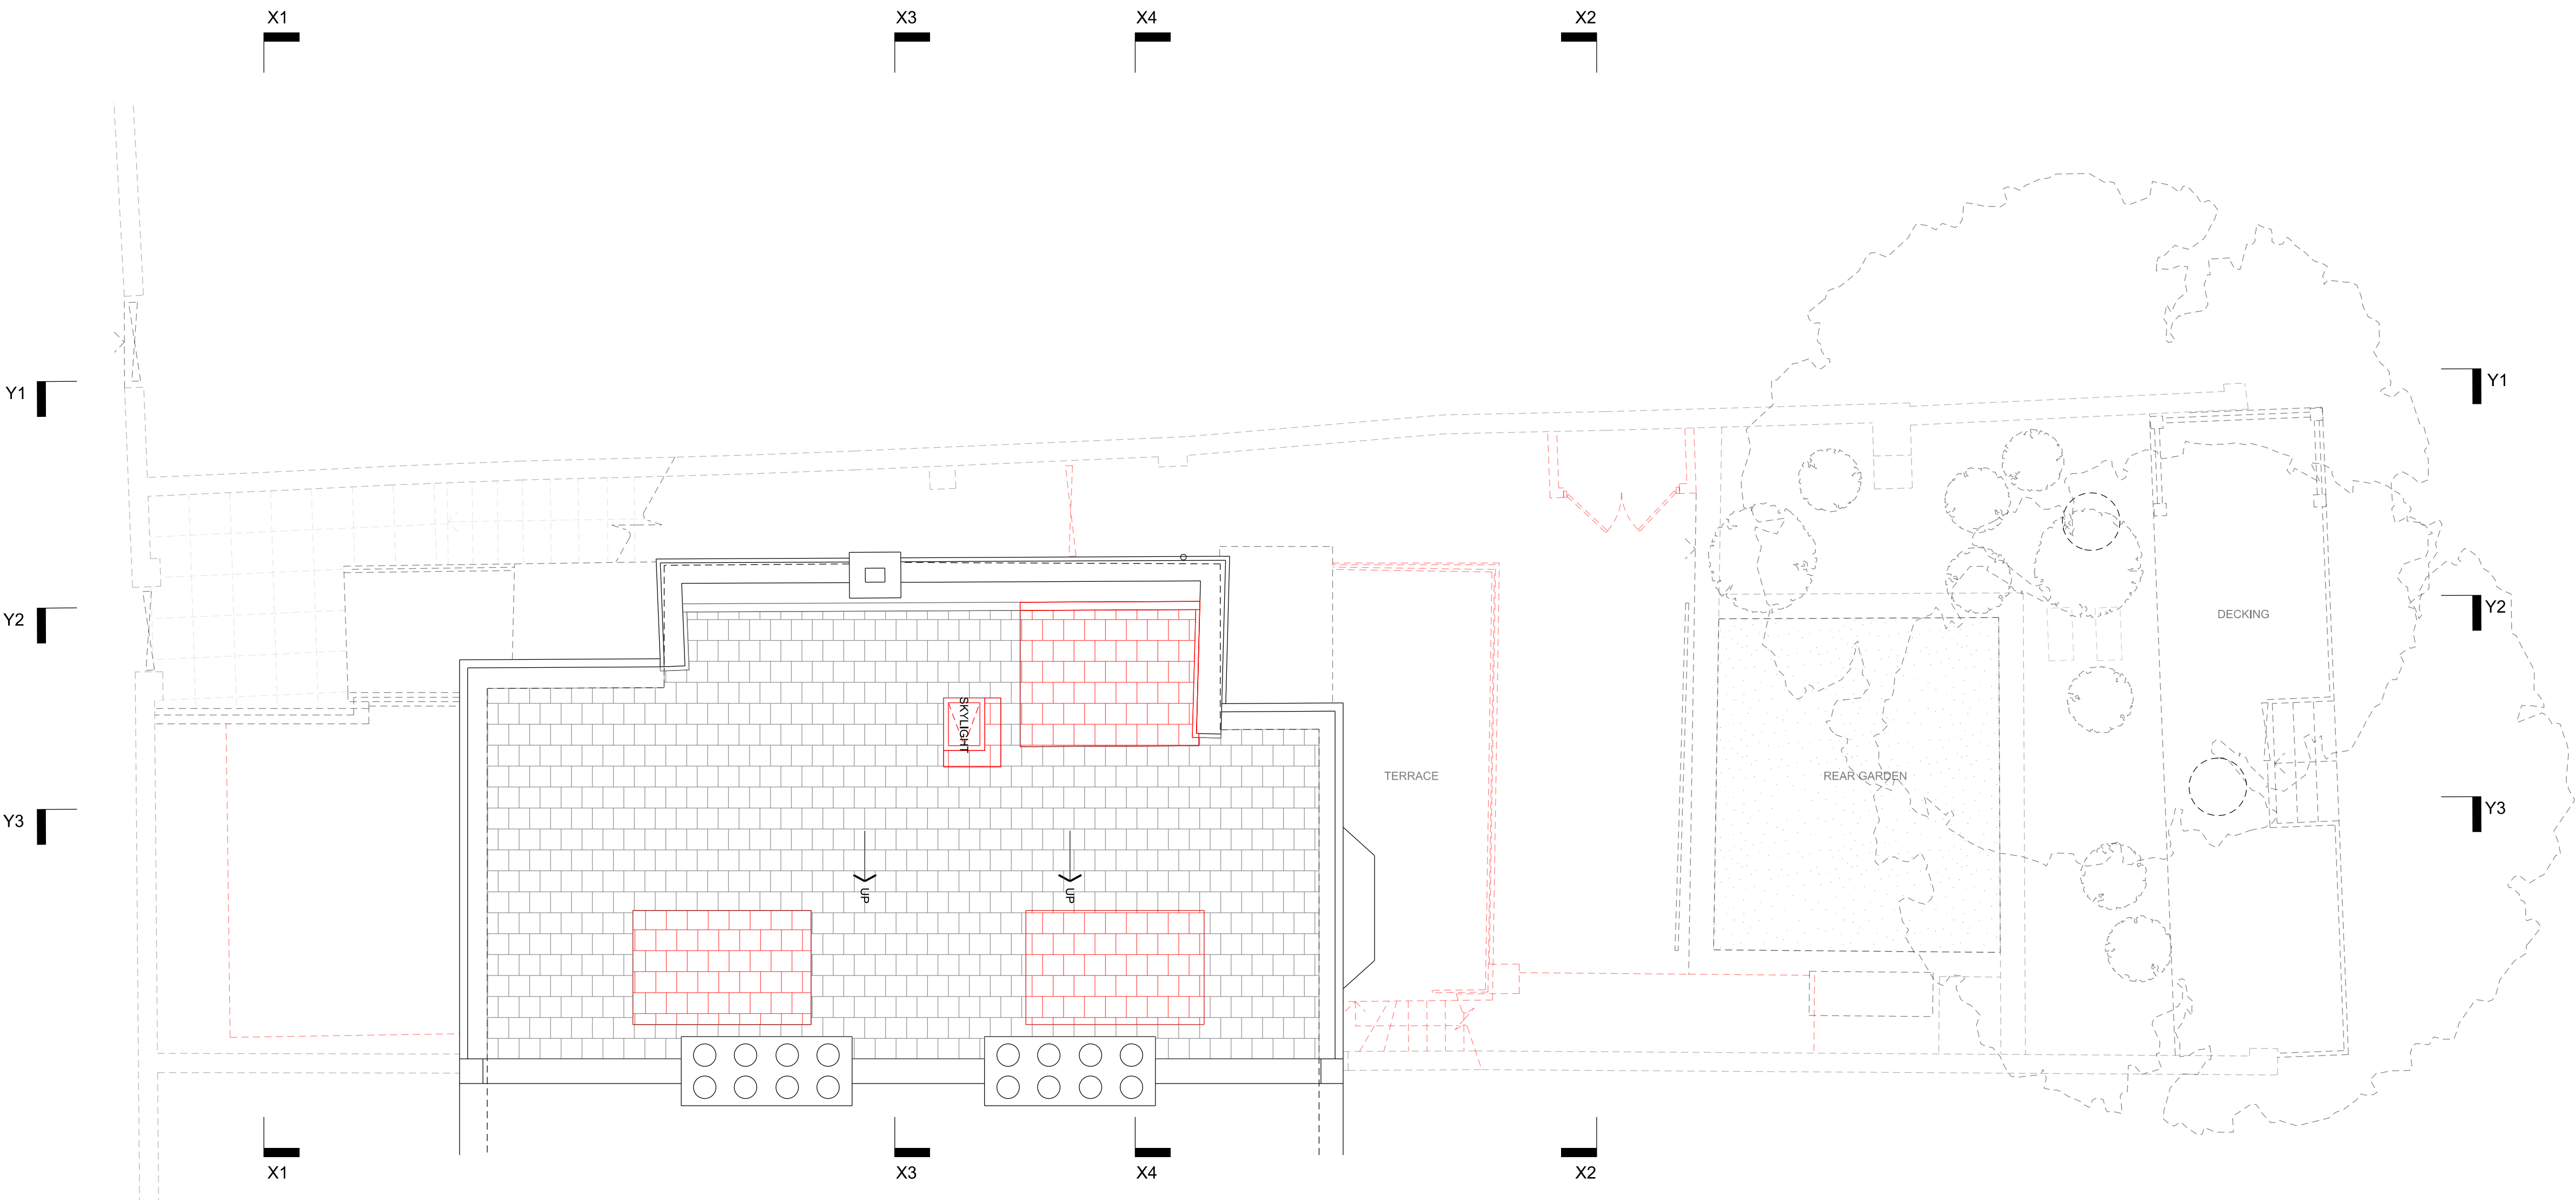 X1
X3
X4
X2
Y1
Y1
Y2
Y2
DECKING
SKYLIGHT
TERRACE
REAR GARDEN
Y3
Y3
UP
UP
X1
X3
X4
X2